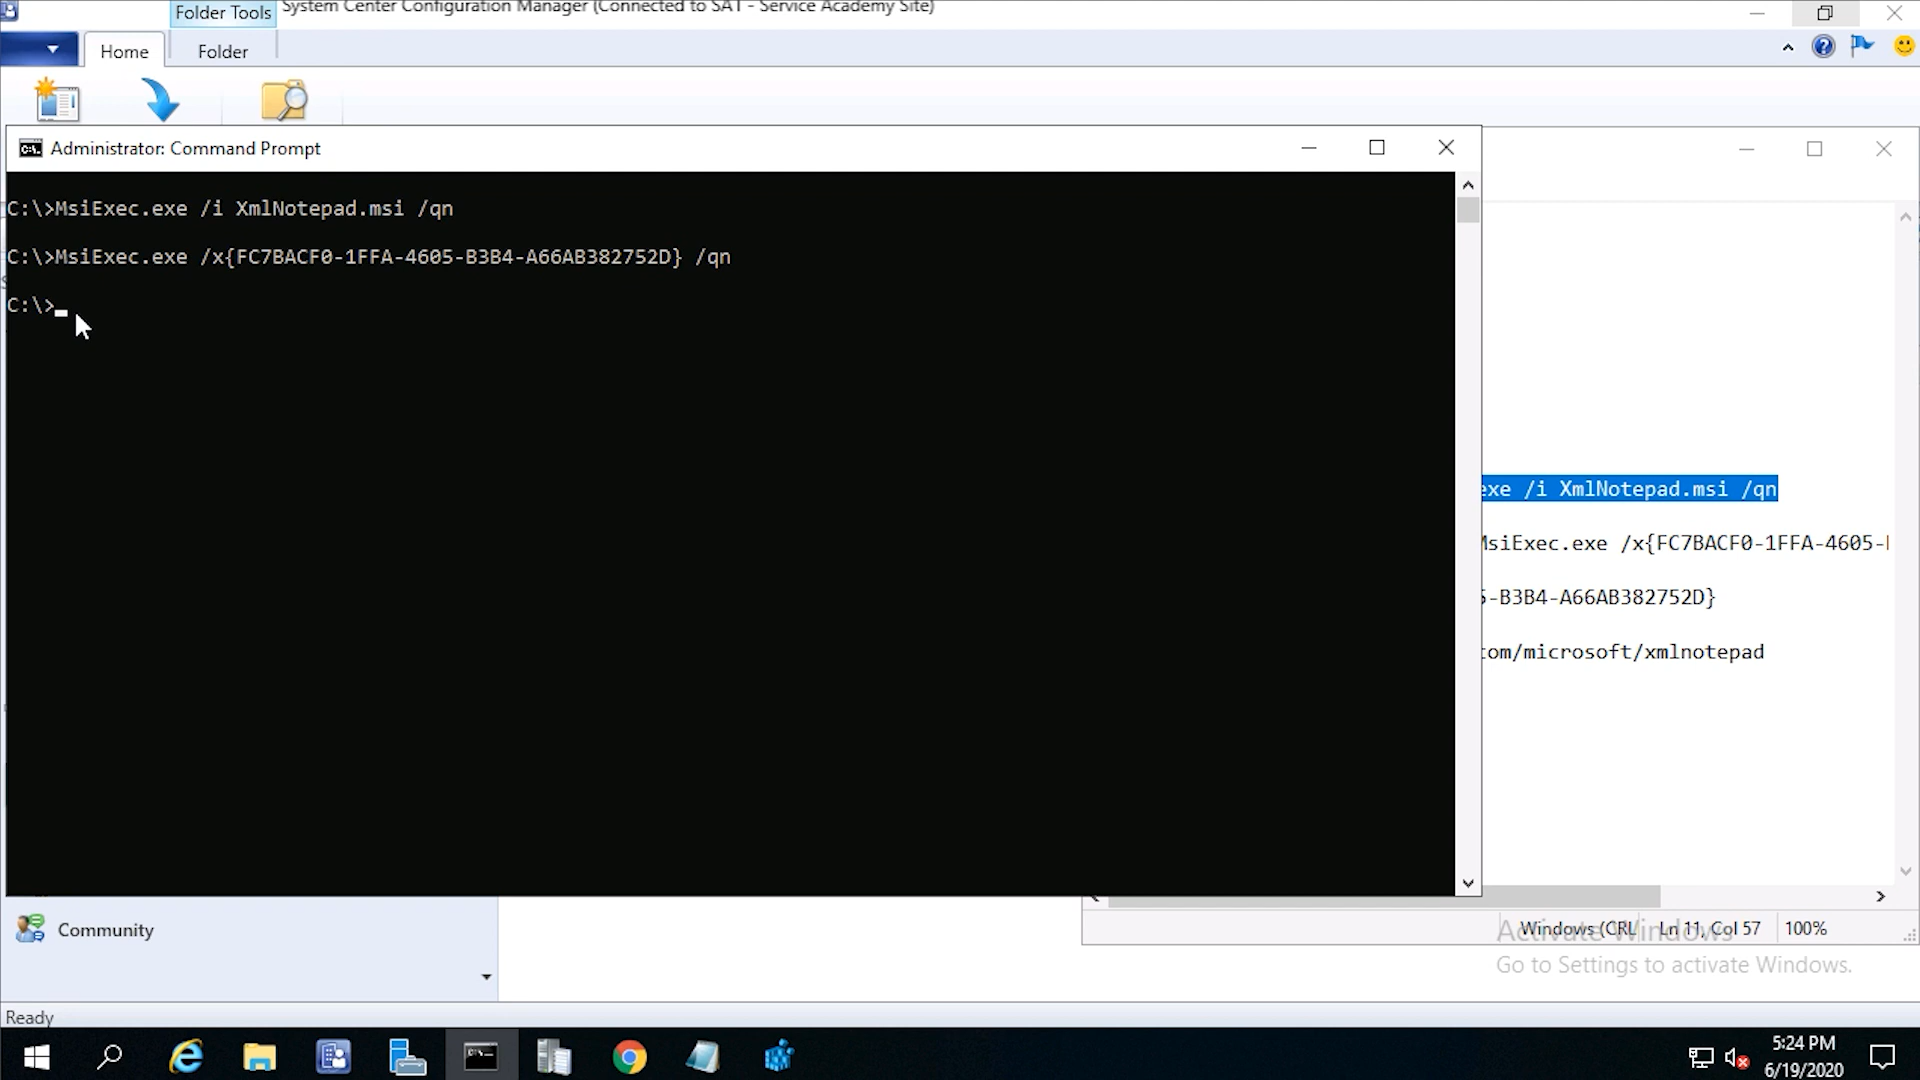 Folder Tools
System Center Configuration Manager (Connected to SAT - Service Academy Site)
Home
Folder
Administrator: Command Prompt
C:\>MsiExec.exe /i XmlNotepad.msi /qn
C:\>MsiExec.exe /x{FC7BACF0-1FFA-4605-B3B4-A66AB382752D} /qn
C:\>
exe /i XmlNotepad.msi /qn
MsiExec.exe /x{FC7BACF0-1FFA-4605-
5-B3B4-A66AB382752D}
com/microsoft/xmlnotepad
Community
Windows (CRL
Ln 11, Col 57
100%
Activate Windows
Go to Settings to activate Windows.
Ready
5:24 PM
6/19/2020